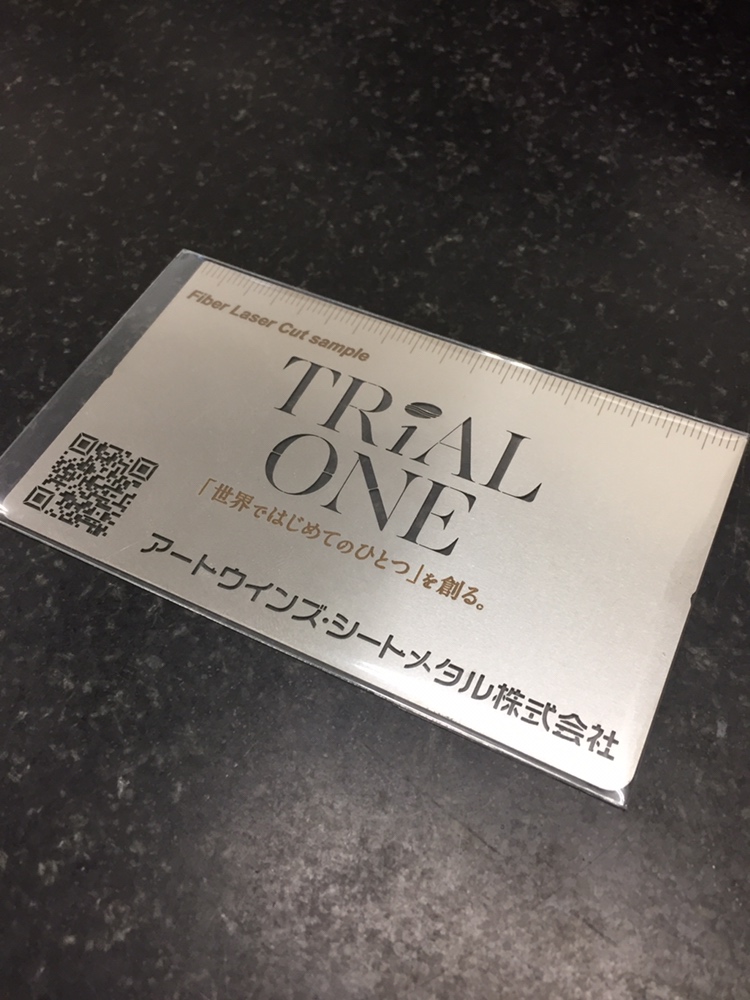 Fiber Laser Cut sample
TRiAL
ONE
「世界ではじめてのひとつ」を創る。
アートウインズ・シートメタル株式会社